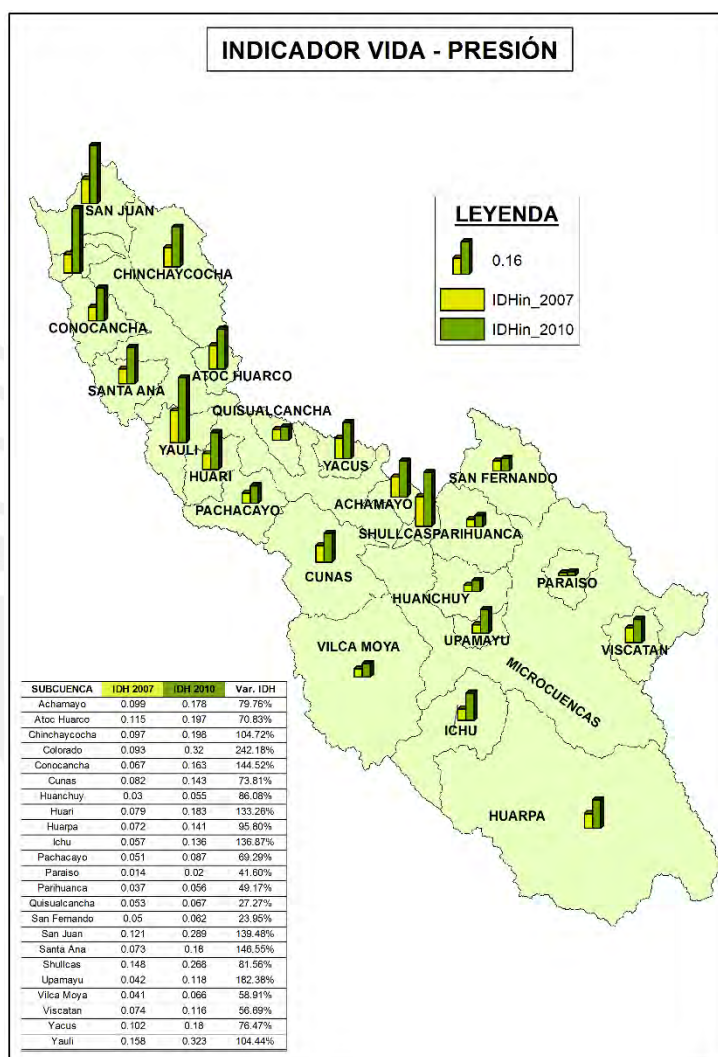 INDICADOR VIDA - PRESIÓN
SAN JUAN
CHINCHAYCOCHA
CONOCANCHA
SANTA ANA
ATOC HUARCO
QUISUALCANCHA
YAULI
HUARI
PACHACAYO
YACUS
ACHAMAYO
SHULLCAS
PARIHUANCA
SAN FERNANDO
CUNAS
HUANCHUY
PARAISO
UPAMAYU
VISCATAN
VILCA MOYA
MICROCUENCAS
ICHU
HUARPA
LEYENDA
0.16
IDHin_2007
IDHin_2010
SUBCUENCA IDH 2007 IDH 2010 Var. IDH
Achamayo 0.099 0.178 79.76%
Atoc Huarco 0.115 0.197 70.83%
Chinchaycocha 0.097 0.198 104.72%
Colorado 0.093 0.32 242.18%
Conocancha 0.067 0.163 144.52%
Cunas 0.082 0.143 73.81%
Huanchuy 0.03 0.055 86.08%
Huari 0.079 0.183 133.26%
Huarpa 0.072 0.141 95.80%
Ichu 0.057 0.136 136.87%
Pachacayo 0.051 0.087 69.29%
Paraiso 0.014 0.02 41.60%
Parihuanca 0.037 0.056 49.17%
Quisualcancha 0.053 0.067 27.27%
San Fernando 0.05 0.062 23.95%
San Juan 0.121 0.289 139.48%
Santa Ana 0.073 0.18 146.55%
Shullcas 0.148 0.268 81.56%
Upamayu 0.042 0.118 182.38%
Vilca Moya 0.041 0.066 58.91%
Viscatan 0.074 0.116 56.69%
Yacus 0.102 0.18 76.47%
Yauli 0.158 0.323 104.44%